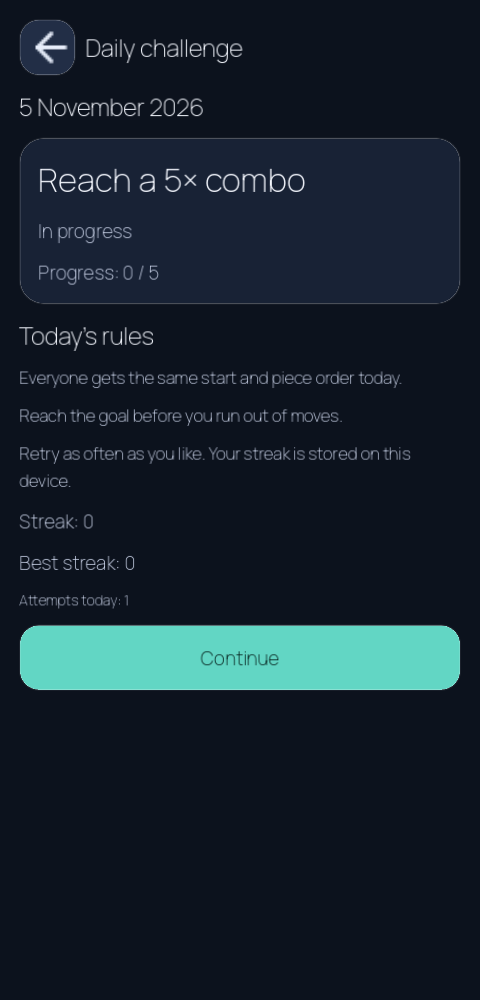 Daily challenge
5 November 2026
Reach a 5× combo
In progress
Progress: 0 / 5
Today's rules
Everyone gets the same start and piece order today.
Reach the goal before you run out of moves.
Retry as often as you like. Your streak is stored on this
device.
Streak: 0
Best streak: 0
Attempts today: 1
Continue